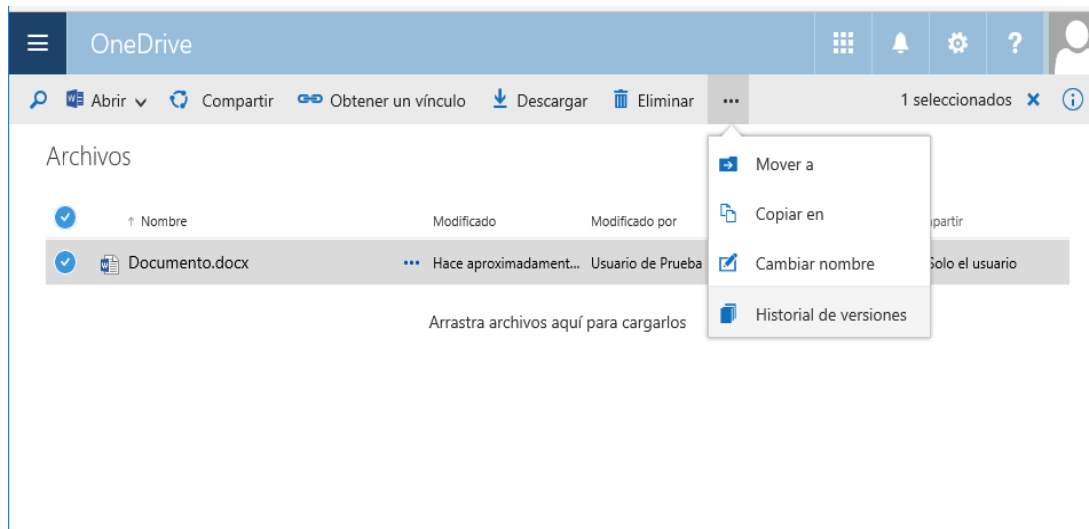 OneDrive
?
Abrir Compartir Obtener un vínculo Descargar Eliminar ... 1 seleccionados
Archivos
Mover a
Copiar en
Cambiar nombre
Historial de versiones
↑ Nombre Modificado Modificado por partir
Documento.docx ... Hace aproximadament... Usuario de Prueba Solo el usuario
Arrastra archivos aquí para cargarlos